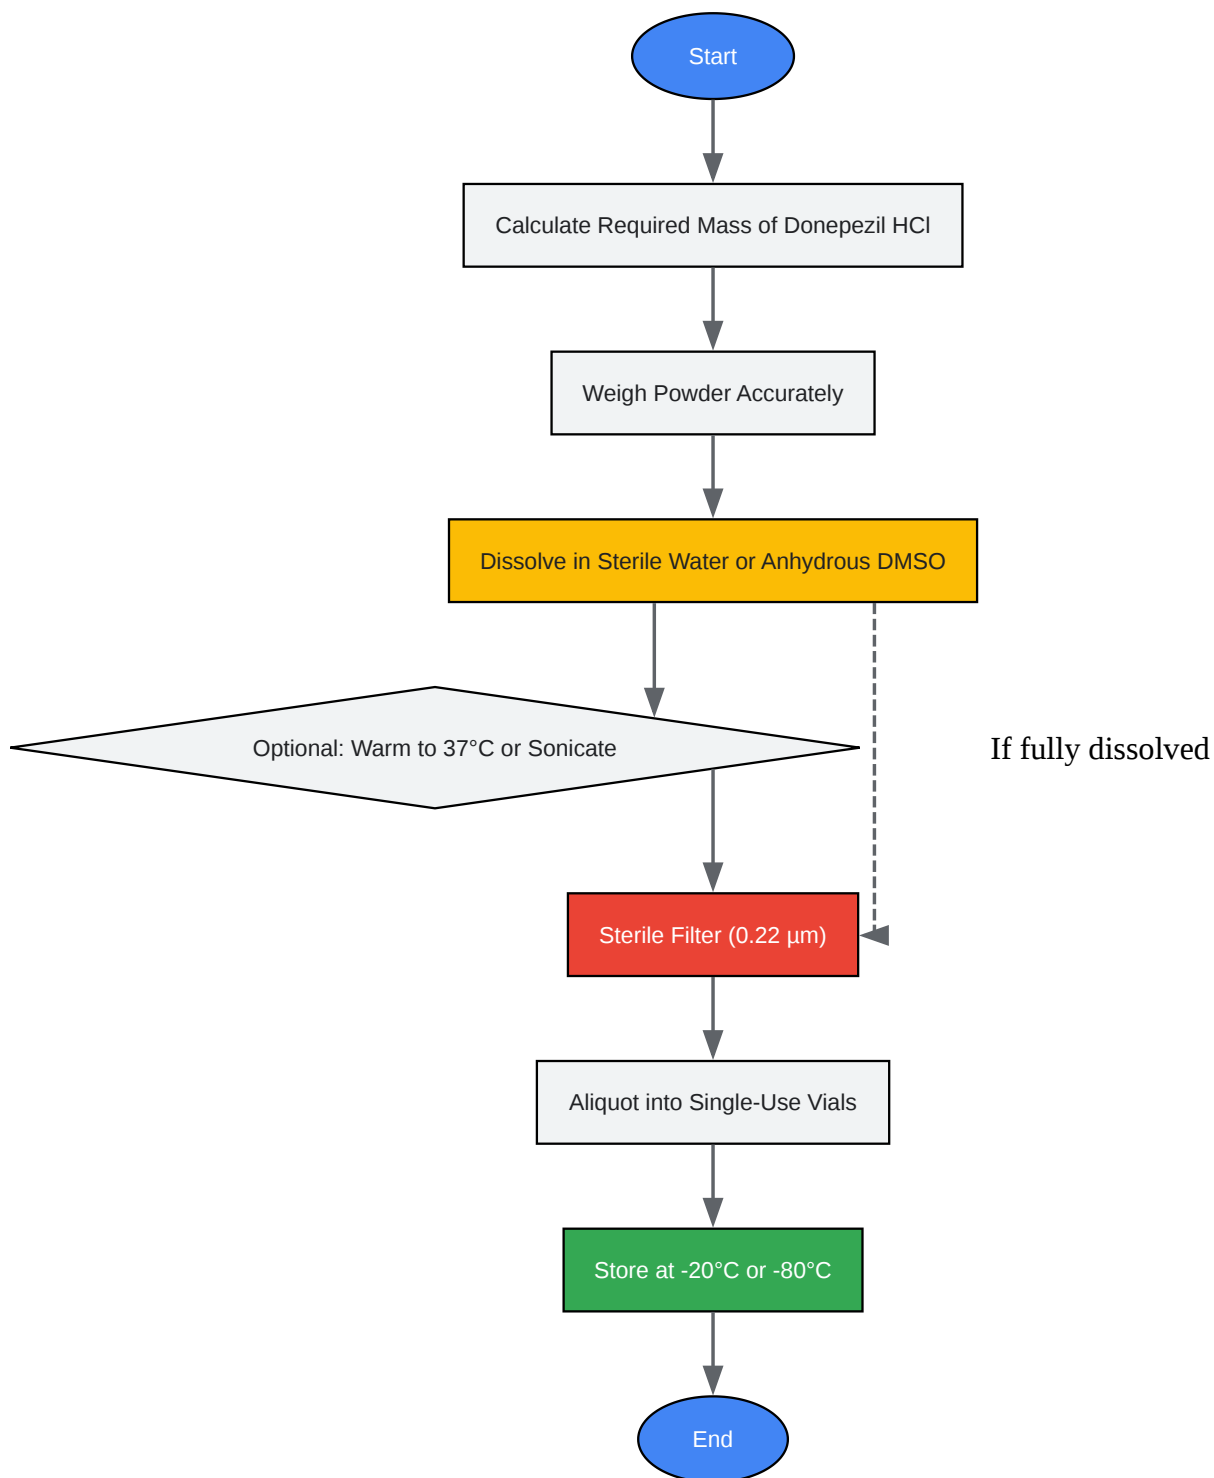 Start
Calculate Required Mass of Donepezil HCl
Weigh Powder Accurately
Dissolve in Sterile Water or Anhydrous DMSO
Optional: Warm to 37°C or Sonicate
If fully dissolved
Sterile Filter (0.22 µm)
Aliquot into Single-Use Vials
Store at -20°C or -80°C
End